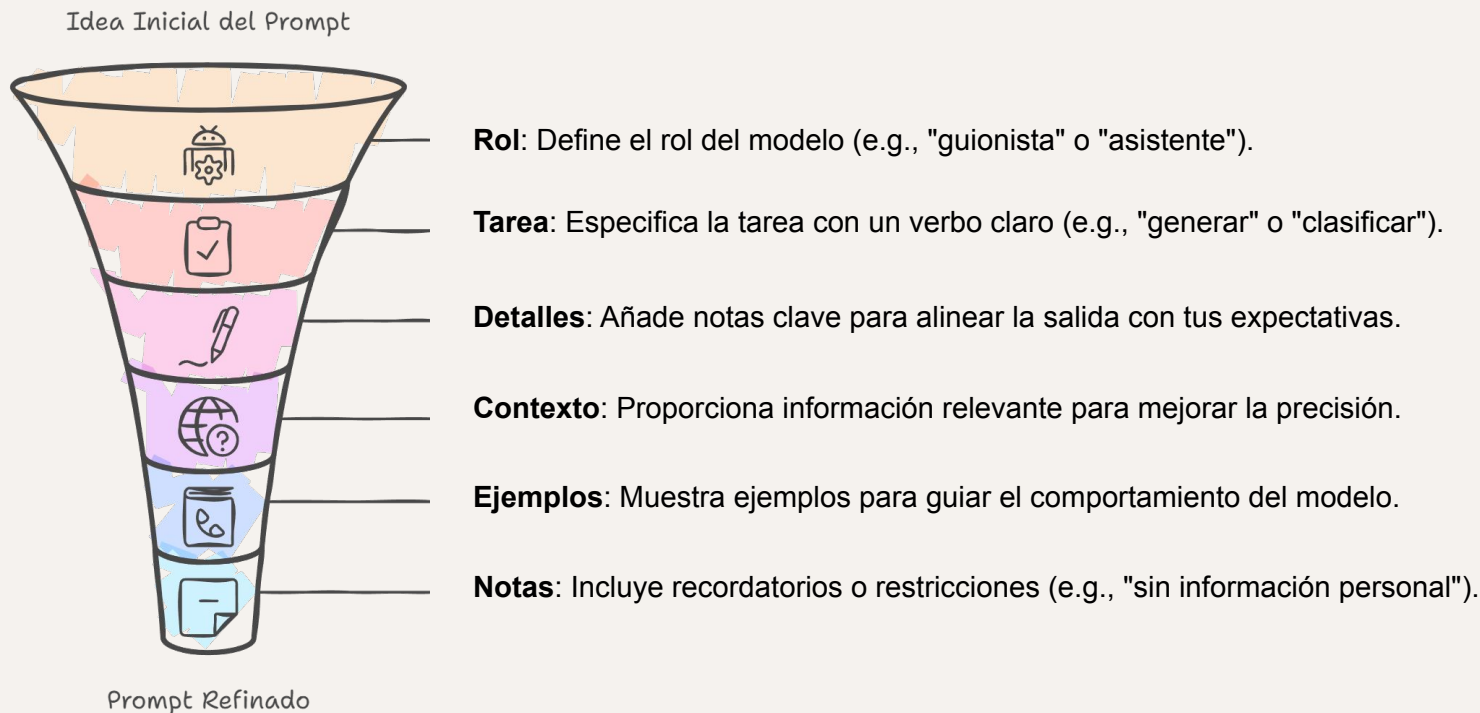 Idea Inicial del Prompt
Rol: Define el rol del modelo (e.g., "guionista" o "asistente").
Tarea: Especifica la tarea con un verbo claro (e.g., "generar" o "clasificar").
Detalles: Añade notas clave para alinear la salida con tus expectativas.
Contexto: Proporciona información relevante para mejorar la precisión.
?
Ejemplos: Muestra ejemplos para guiar el comportamiento del modelo.
Notas: Incluye recordatorios o restricciones (e.g., "sin información personal").
Prompt Refinado